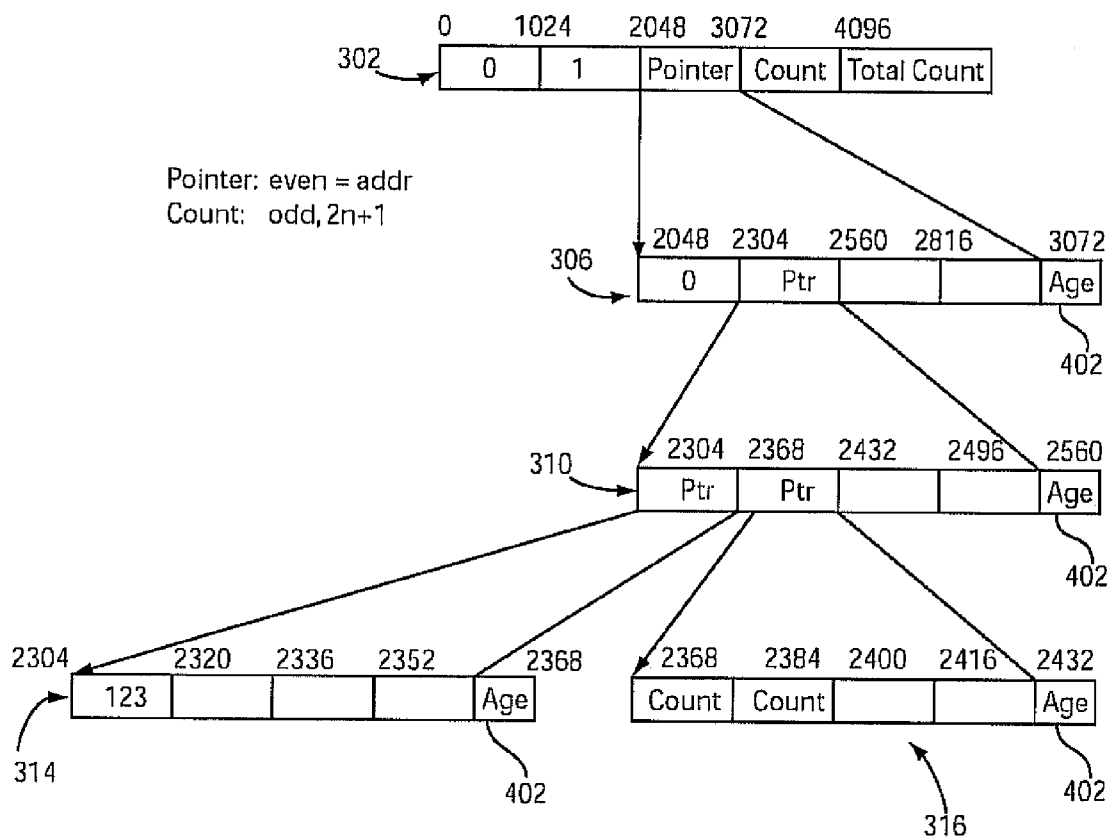 0 1024 2048 3072 4096
302 0 1 Pointer Count Total Count
Pointer: even = addr
Count: odd, 2n+1
2048 2304 2560 2816 3072
306 0 Ptr Age
402
2304 2368 2432 2496 2560
310 Ptr Ptr Age
402
2304 2320 2336 2352 2368 2368 2384 2400 2416 2432
123 Age Count Count Age
314 402 402
316